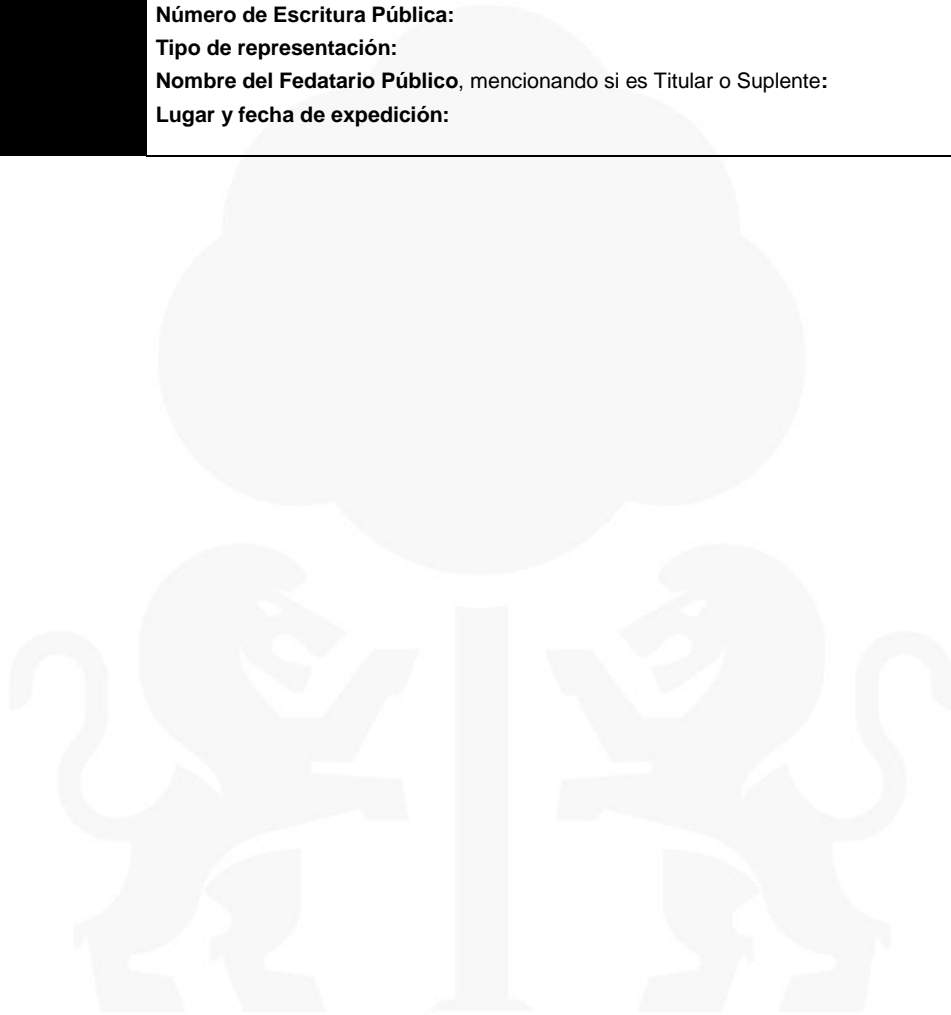 Número de Escritura Pública:
Tipo de representación:
Nombre del Fedatario Público, mencionando si es Titular o Suplente:
Lugar y fecha de expedición: